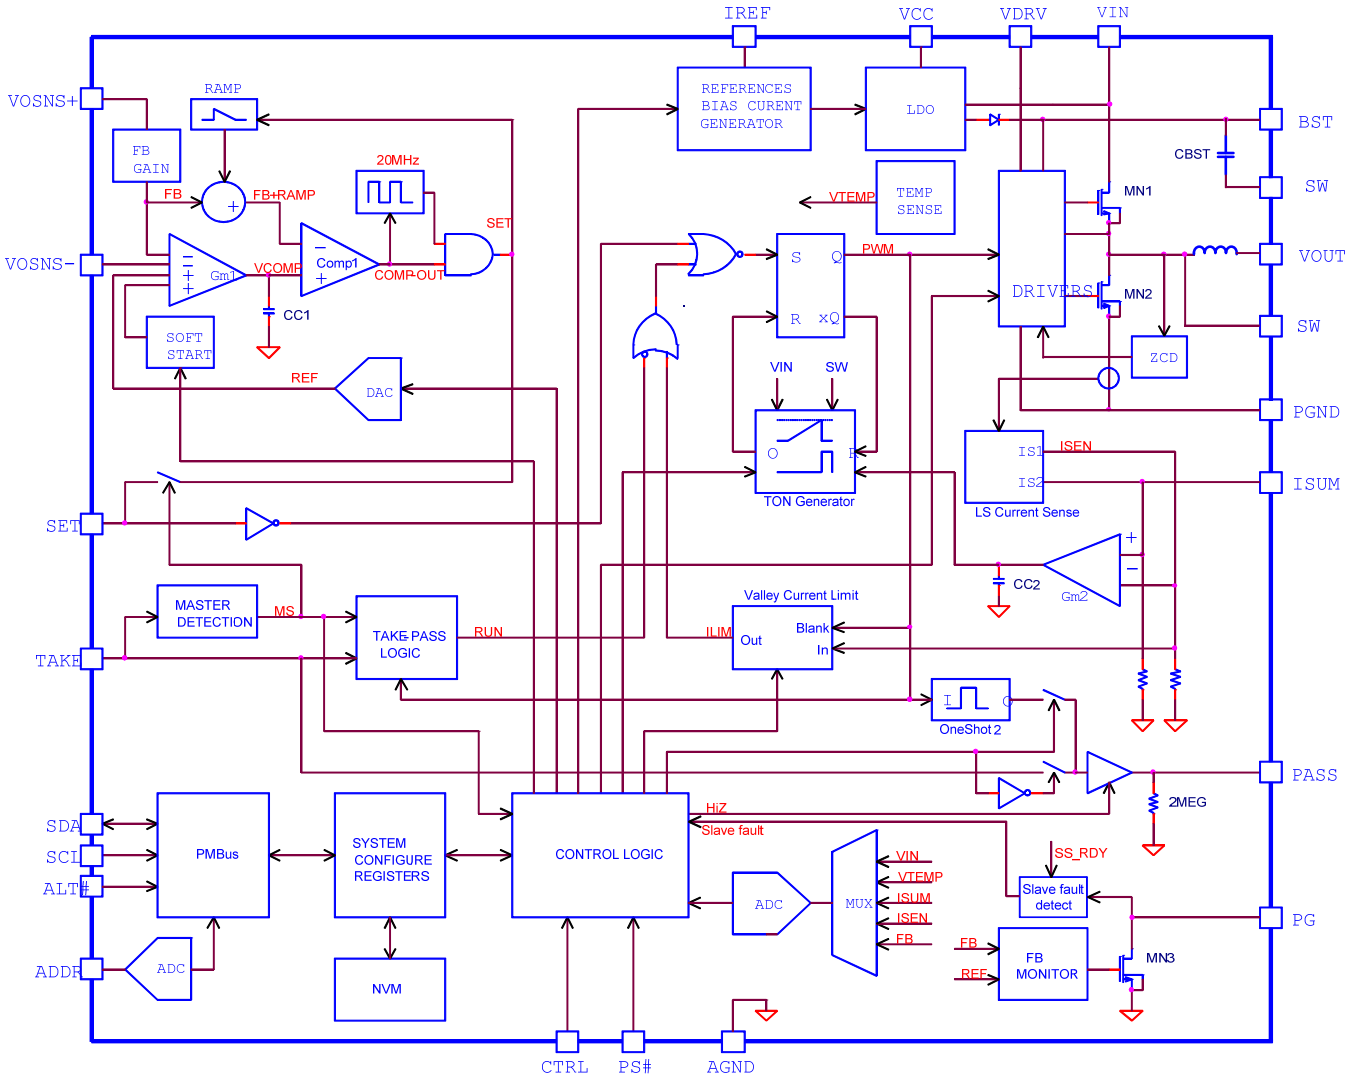 IREF
VCC
VDRV
VIN
VOSNS+
RAMP
REFERENCES
BIAS CURENT
GENERATOR
LDO
BST
FB
GAIN
20MHz
CBST
TEMP
SENSE
VTEMP
MN1
SW
FB
FB+RAMP
+
SET
PWM
VOSNS-
Gm1
VCOMP
Comp1
COMP-OUT
S
Q
R
xQ
DRIVERS
MN2
VOUT
CC1
SOFT
START
SW
ZCD
REF
DAC
VIN
SW
O
R
TON Generator
PGND
IS1
ISEN
IS2
LS Current Sense
ISUM
SET
+
−
Gm2
CC2
MASTER
DETECTION
MS
TAKE-PASS
LOGIC
RUN
ILIM
Valley Current Limit
Out
Blank
In
TAKE
I
O
OneShot 2
PASS
2MEG
HiZ
Slave fault
SDA
SCL
ALT#
PMBus
SYSTEM
CONFIGURE
REGISTERS
CONTROL LOGIC
ADC
MUX
VIN
VTEMP
ISUM
ISEN
FB
SS_RDY
Slave fault
detect
PG
FB
REF
FB
MONITOR
MN3
ADDR
ADC
NVM
CTRL
PS#
AGND